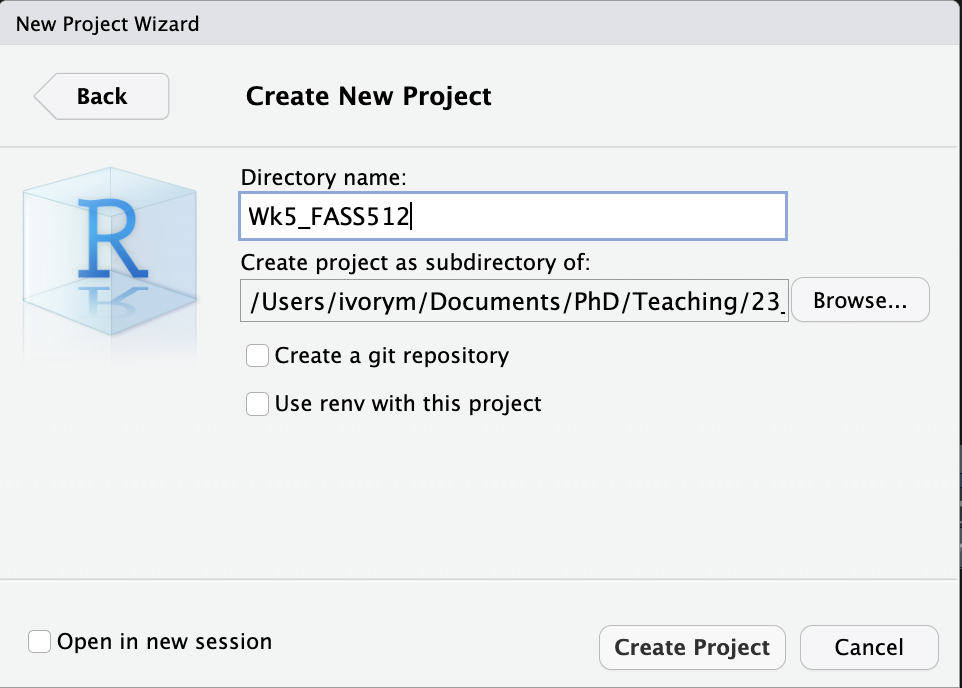 New Project Wizard
Back
Create New Project
R
Directory name:
Wk5_FASS512
Create project as subdirectory of:
/Users/ivorym/Documents/PhD/Teaching/23_
Browse...
Create a git repository
Use renv with this project
Open in new session
Create Project
Cancel